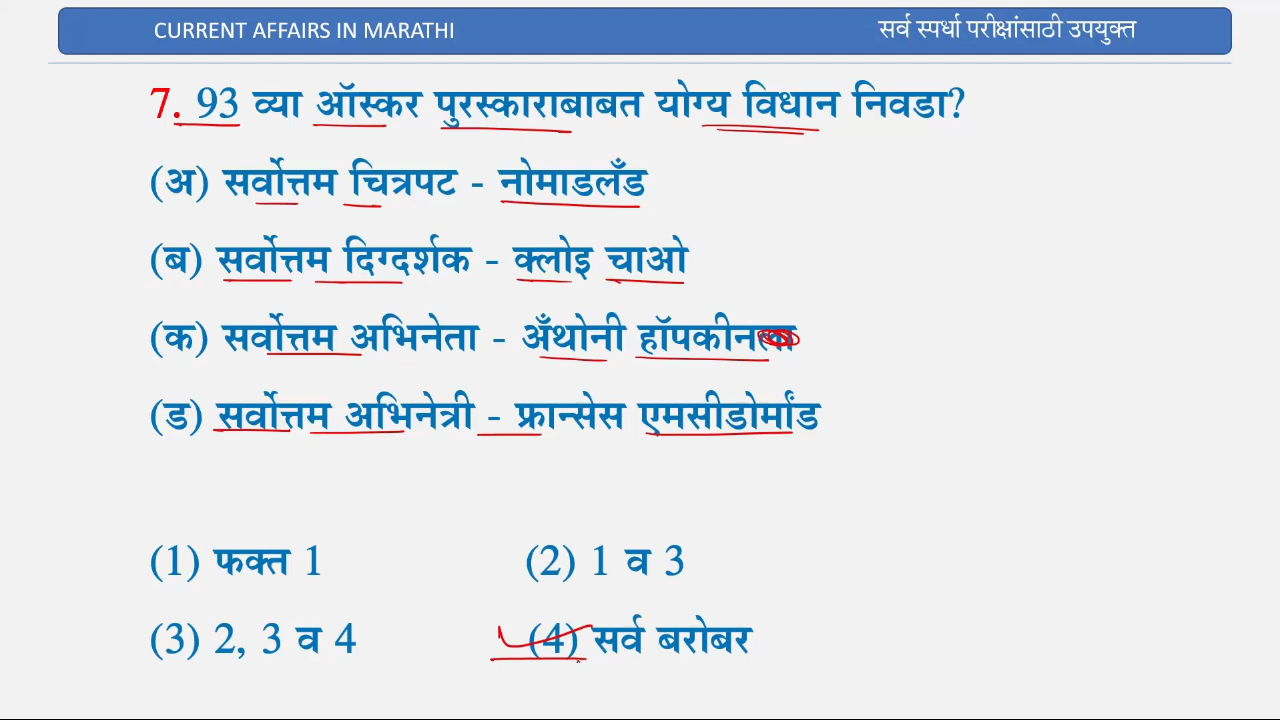 CURRENT AFFAIRS IN MARATHI सर्व स्पर्धा परीक्षांसाठी उपयुक्त
7. 93 व्या ऑस्कर पुरस्काराबाबत योग्य विधान निवडा?
(अ) सर्वोत्तम चित्रपट - नोमाडलँड
(ब) सर्वोत्तम दिग्दर्शक - क्लोइ चाओ
(क) सर्वोत्तम अभिनेता - अँथोनी हॉपकीनला
(ड) सर्वोत्तम अभिनेत्री - फ्रान्सेस एमसीडोर्मांड
(1) फक्त 1 (2) 1 व 3
(3) 2, 3 व 4 (4) सर्व बरोबर